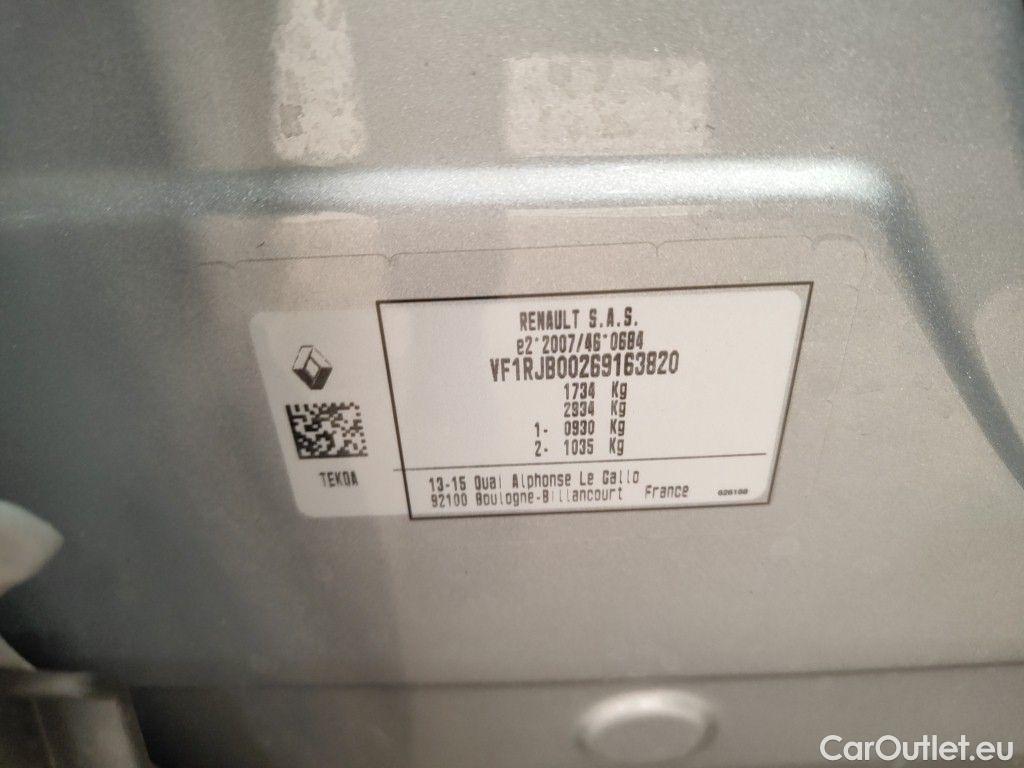 RENAULT S.A.S.
e2*2007/46*0684
VF1RJB00269163820
1734 Kg
2934 Kg
1- 0930 Kg
2- 1035 Kg
TEKQA
13-15 Quai Alphonse Le Gallo
92100 Boulogne-Billancourt France
CarOutlet.eu